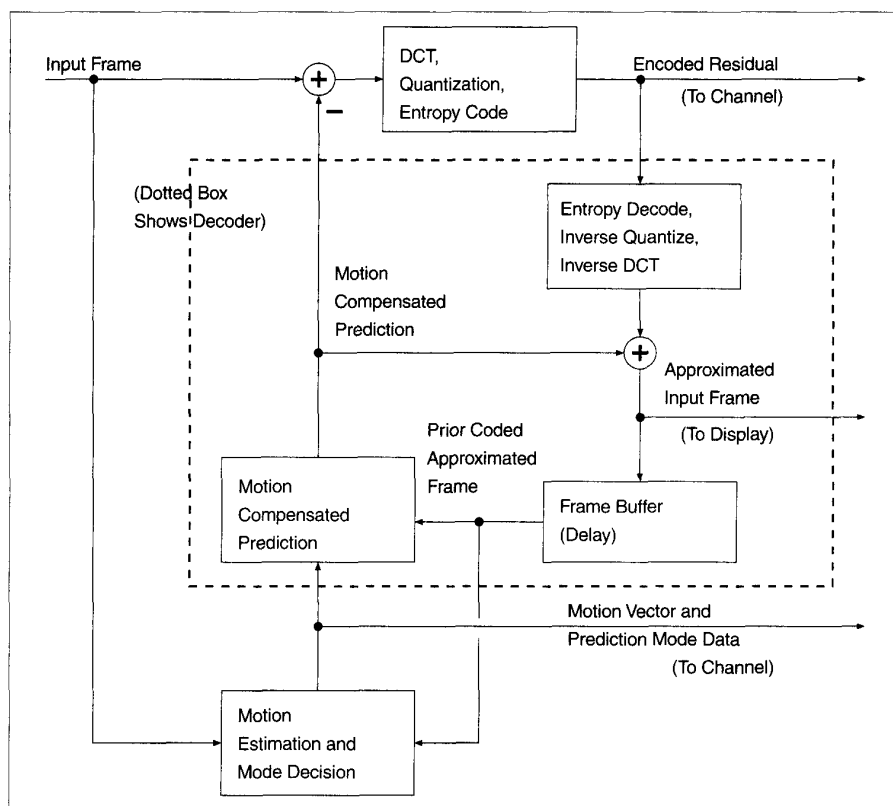 Input Frame
+
−
DCT,
Quantization,
Entropy Code
Encoded Residual
(To Channel)
(Dotted Box
Shows Decoder)
Entropy Decode,
Inverse Quantize,
Inverse DCT
Motion
Compensated
Prediction
+
Approximated
Input Frame
(To Display)
Prior Coded
Approximated
Frame
Motion
Compensated
Prediction
Frame Buffer
(Delay)
Motion Vector and
Prediction Mode Data
(To Channel)
Motion
Estimation and
Mode Decision